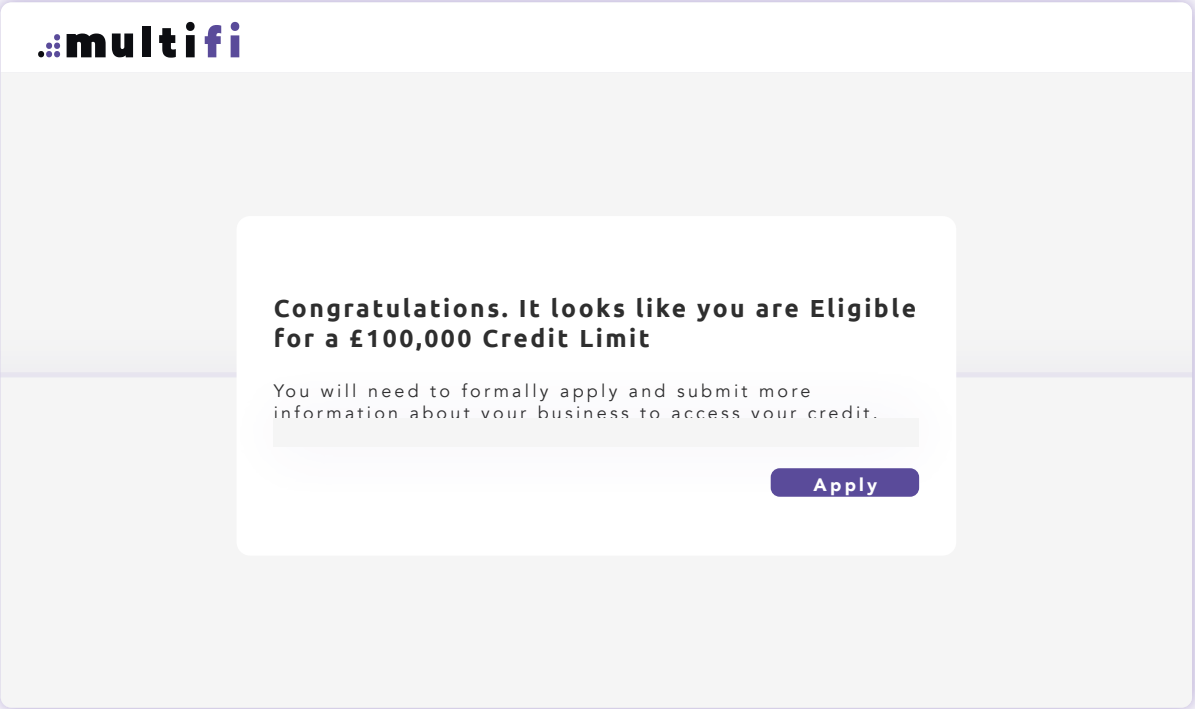 multifi
Congratulations. It looks like you are Eligible
for a £100,000 Credit Limit
You will need to formally apply and submit more
information about your business to access your credit.
Apply